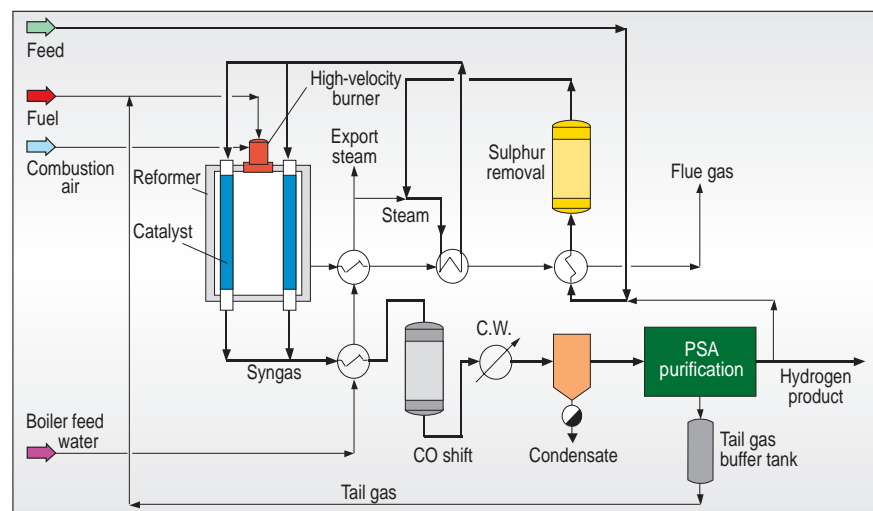 Feed
Fuel
Combustion
air
High-velocity
burner
Reformer
Catalyst
Export
steam
Steam
Sulphur
removal
Flue gas
Syngas
C.W.
CO shift
Condensate
PSA
purification
Hydrogen
product
Boiler feed
water
Tail gas
buffer tank
Tail gas